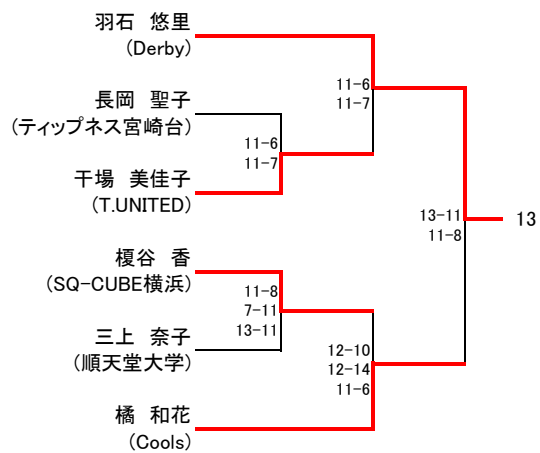 羽石　悠里
(Derby)
11-6
11-7
長岡　聖子
(ティップネス宮崎台)
11-6
11-7
干場　美佳子
(T.UNITED)
13-11
11-8
13
榎谷　香
(SQ-CUBE横浜)
11-8
7-11
13-11
三上　奈子
(順天堂大学)
12-10
12-14
11-6
橘　和花
(Cools)